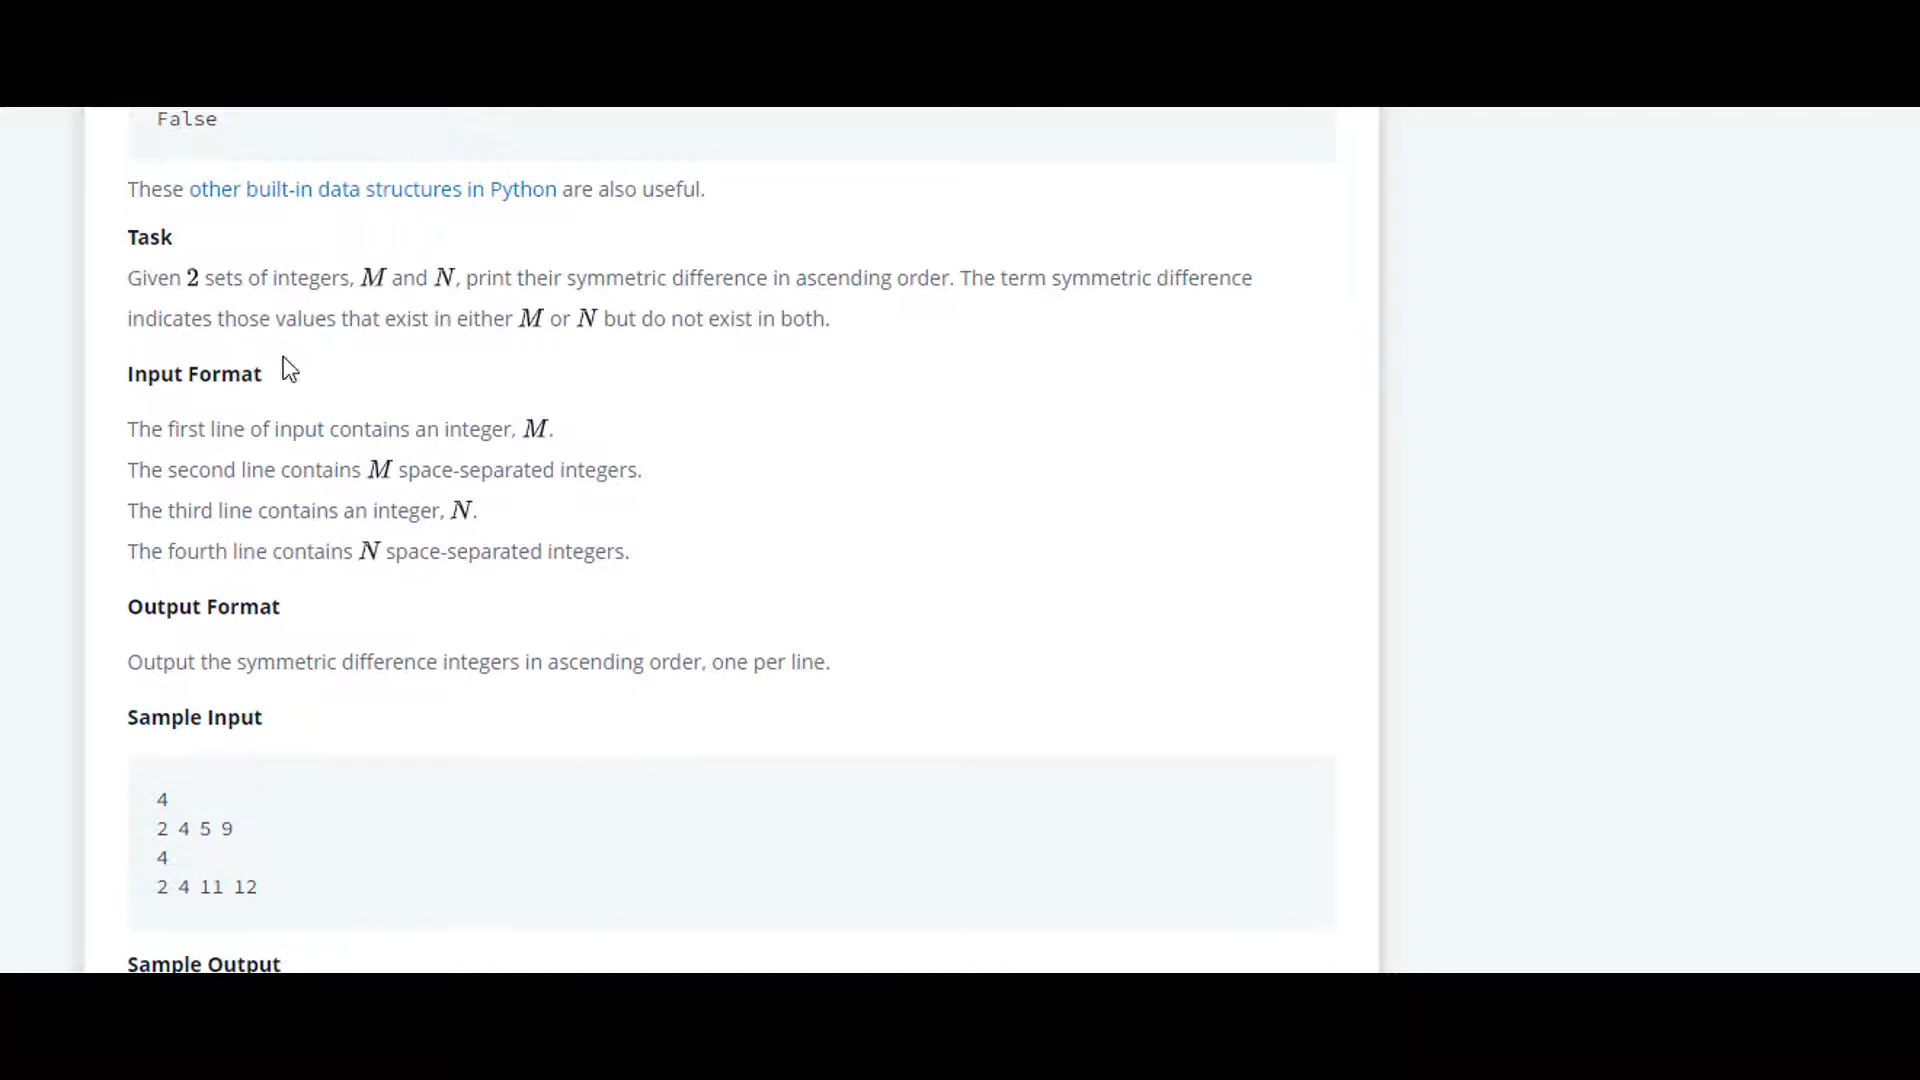 False
These other built-in data structures in Python are also useful.
Task
Given 2 sets of integers, M and N, print their symmetric difference in ascending order. The term symmetric difference
indicates those values that exist in either M or N but do not exist in both.
Input Format
The first line of input contains an integer, M.
The second line contains M space-separated integers.
The third line contains an integer, N.
The fourth line contains N space-separated integers.
Output Format
Output the symmetric difference integers in ascending order, one per line.
Sample Input
4
2 4 5 9
4
2 4 11 12
Sample Output